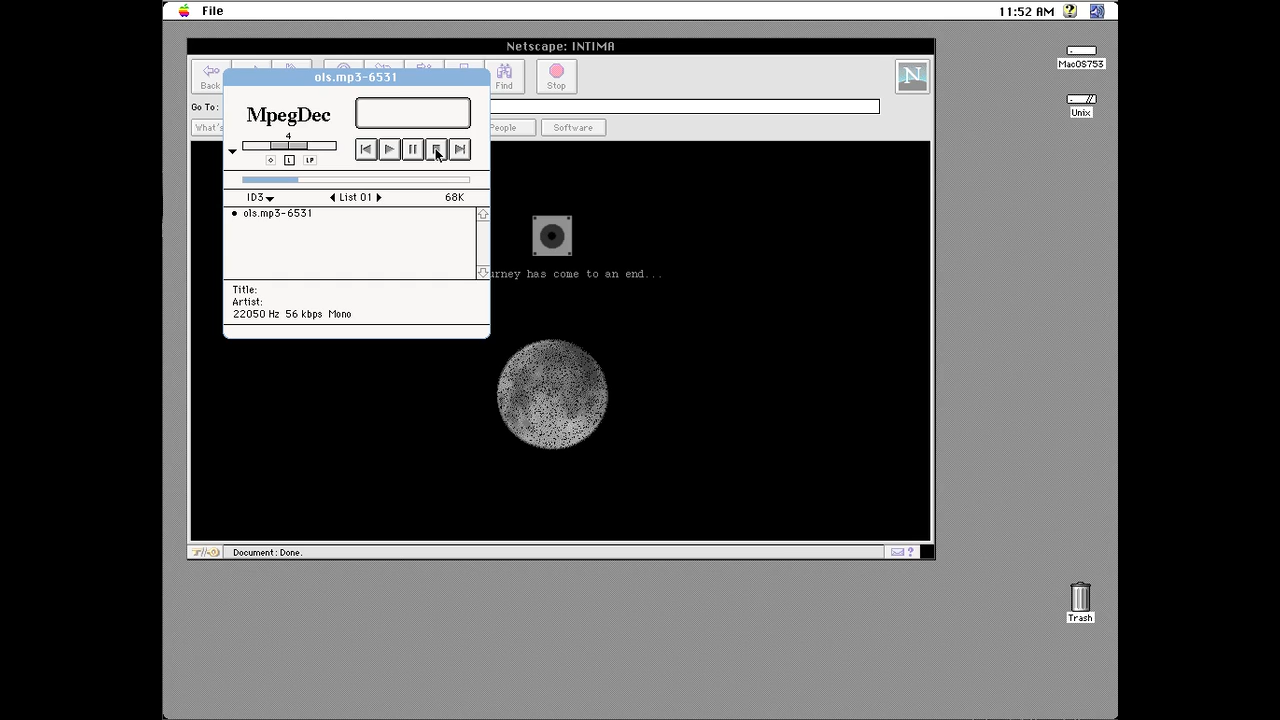 File
11:52 AM
Netscape: INTIMA
MacOS753
Back
Find
Stop
N
ols.mp3-6531
Go To:
MpegDec
4
Unix
What's
People
Software
L
LP
ID3
List 01
68K
ols.mp3-6531
urney has come to an end...
Title:
Artist:
22050 Hz 56 kbps Mono
Document: Done.
Trash